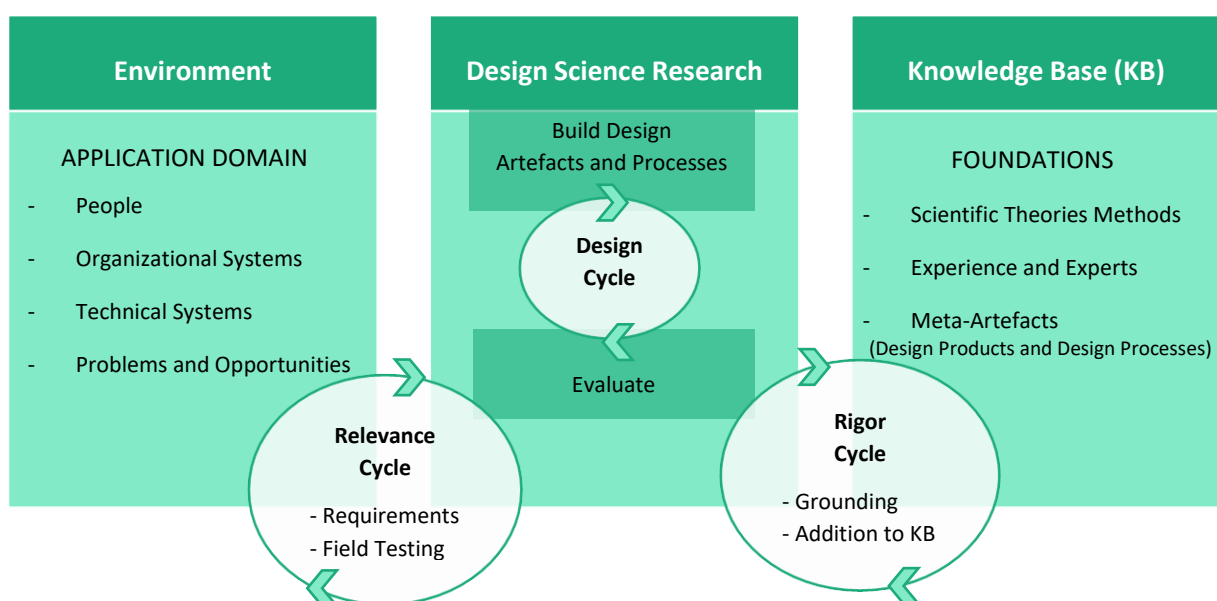 Environment
APPLICATION DOMAIN
- People
- Organizational Systems
- Technical Systems
- Problems and Opportunities
Design Science Research
Build Design
Artefacts and Processes
Design
Cycle
Evaluate
Knowledge Base (KB)
FOUNDATIONS
- Scientific Theories Methods
- Experience and Experts
- Meta-Artefacts
(Design Products and Design Processes)
Relevance
Cycle
- Requirements
- Field Testing
Rigor
Cycle
- Grounding
- Addition to KB